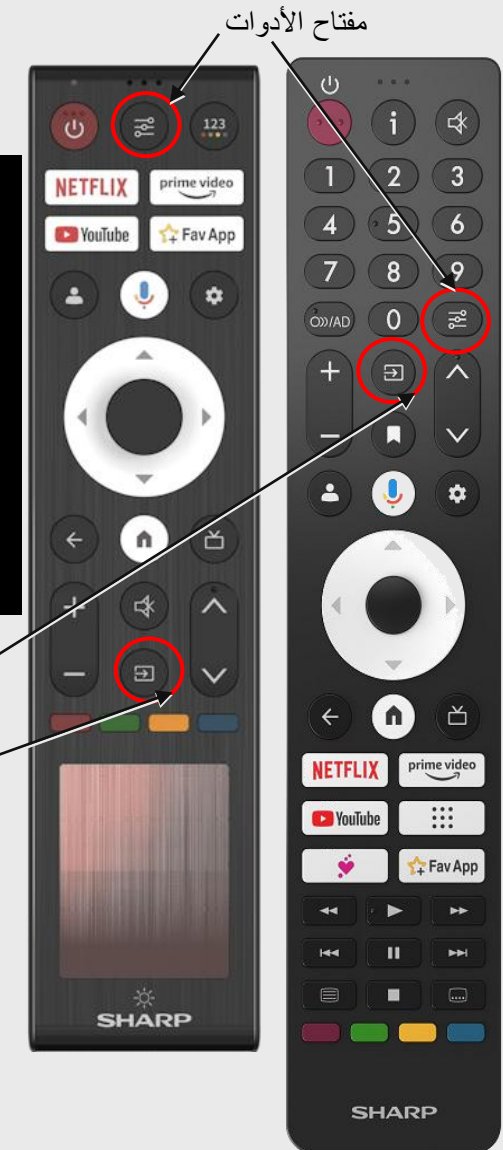 مفتاح الأدوات
123
NETFLIX
prime video
YouTube
Fav App
SHARP
i
1 2 3
4 5 6
7 8 9
/AD 0
NETFLIX
prime video
YouTube
Fav App
SHARP